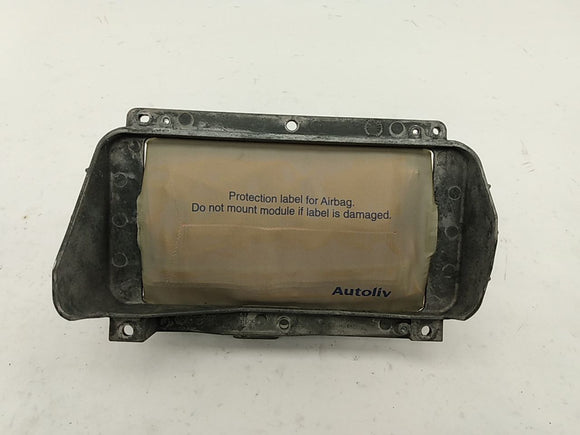 Protection label for Airbag.
Do not mount module if label is damaged.
Autoliv